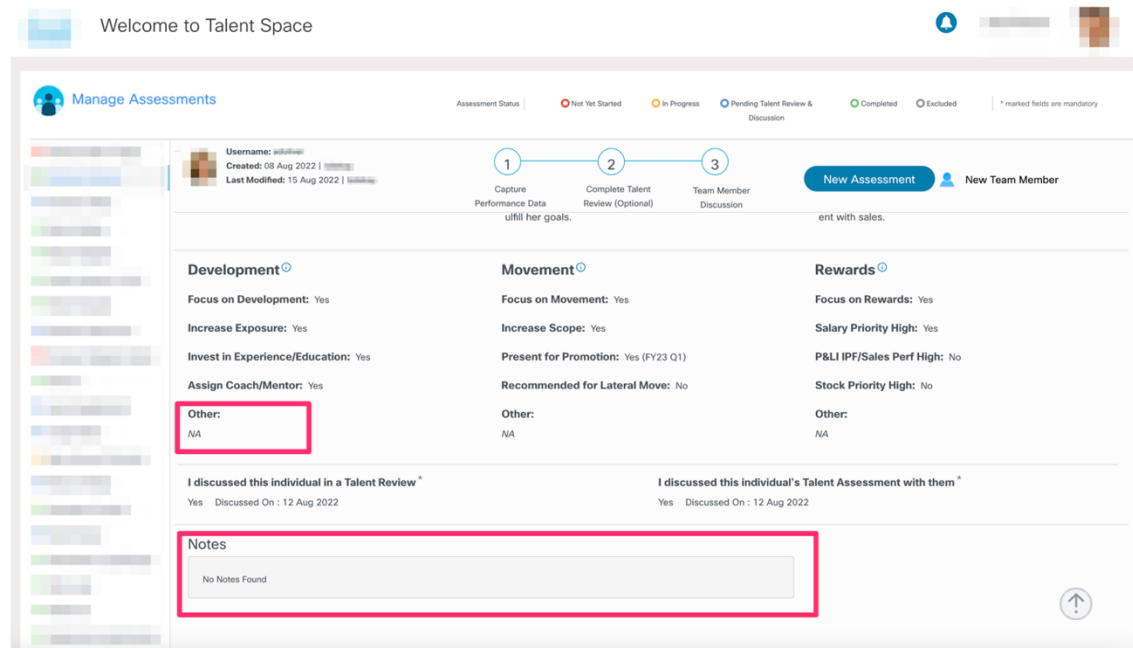 Welcome to Talent Space
Manage Assessments
Assessment Status
Not Yet Started
In Progress
Pending Talent Review &
Discussion
Completed
Excluded
* marked fields are mandatory
Username:
Created: 08 Aug 2022 |
Last Modified: 15 Aug 2022 |
1
2
3
Capture
Performance Data
Complete Talent
Review (Optional)
Team Member
Discussion
New Assessment
New Team Member
ulfill her goals.
ent with sales.
Development
Focus on Development: Yes
Increase Exposure: Yes
Invest in Experience/Education: Yes
Assign Coach/Mentor: Yes
Other:
NA
Movement
Focus on Movement: Yes
Increase Scope: Yes
Present for Promotion: Yes (FY23 Q1)
Recommended for Lateral Move: No
Other:
NA
Rewards
Focus on Rewards: Yes
Salary Priority High: Yes
P&LI IPF/Sales Perf High: No
Stock Priority High: No
Other:
NA
I discussed this individual in a Talent Review *
Yes Discussed On : 12 Aug 2022
I discussed this individual's Talent Assessment with them *
Yes Discussed On : 12 Aug 2022
Notes
No Notes Found